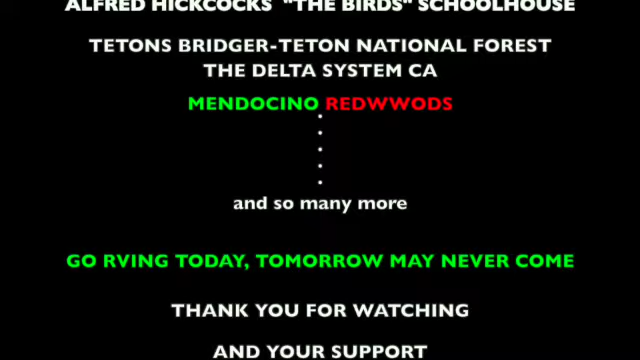 ALFRED HICKCOCKS "THE BIRDS" SCHOOLHOUSE
TETONS BRIDGER-TETON NATIONAL FOREST
THE DELTA SYSTEM CA
MENDOCINO REDWWODS
.
.
.
.
.
and so many more
GO RVING TODAY, TOMORROW MAY NEVER COME
THANK YOU FOR WATCHING
AND YOUR SUPPORT